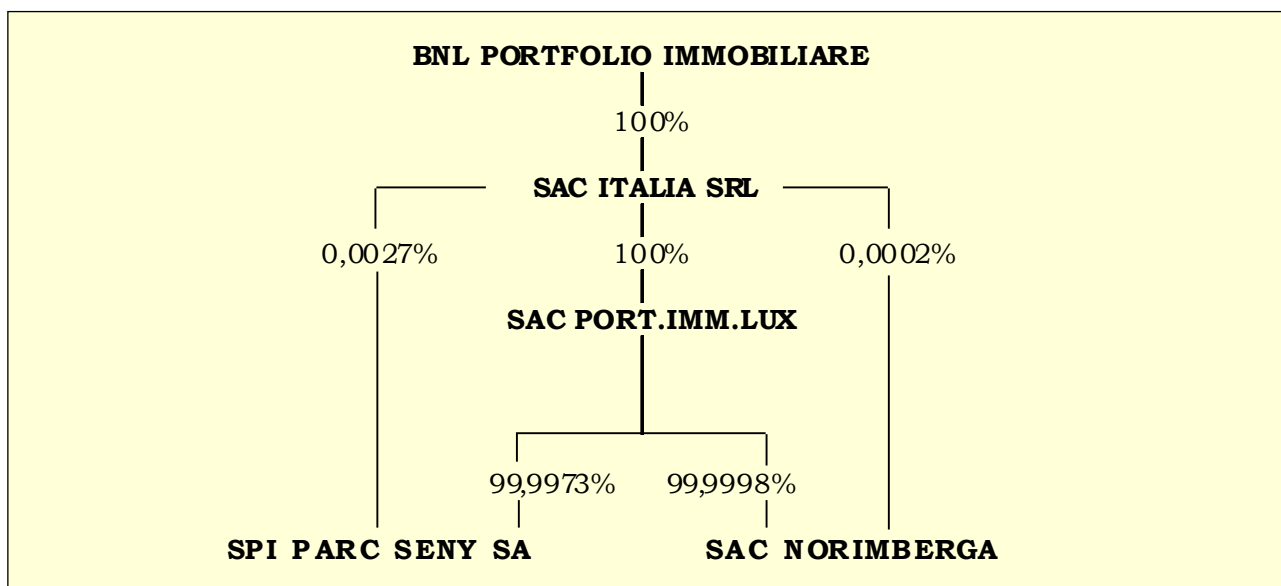 BNL PORTFOLIO IMMOBILIARE
100%
SAC ITALIA SRL
0,0027% 100% 0,0002%
SAC PORT.IMM.LUX
99,9973% 99,9998%
SPI PARC SENY SA SAC NORIMBERGA